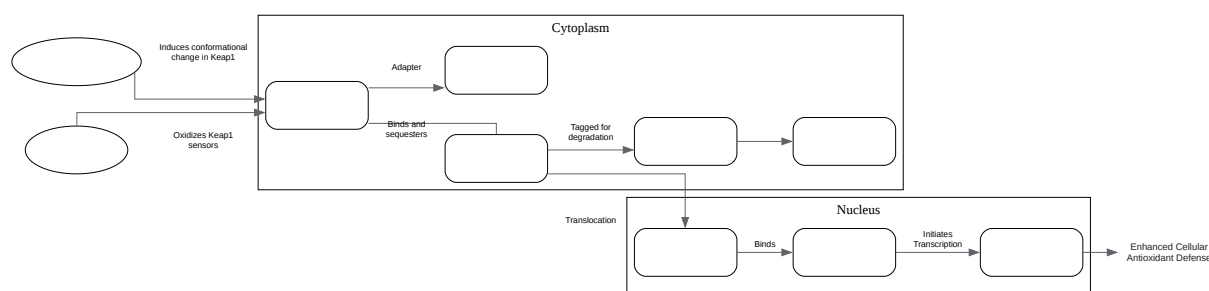 Cytoplasm
Induces conformational
change in Keap1
Adapter
Binds and
sequesters
Oxidizes Keap1
sensors
Tagged for
degradation
Nucleus
Translocation
Binds
Initiates
Transcription
Enhanced Cellular
Antioxidant Defense